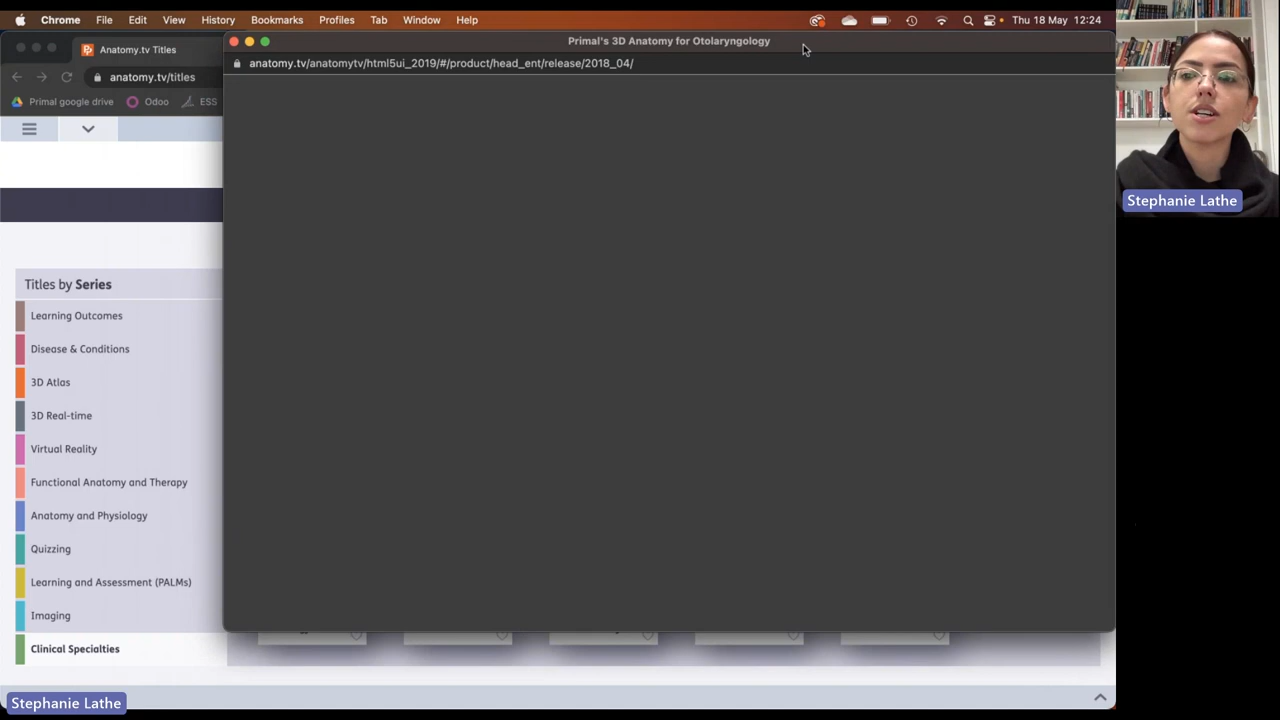 Chrome File Edit View History Bookmarks Profiles Tab Window Help Thu 18 May 12:24
Anatomy.tv Titles
Primal's 3D Anatomy for Otolaryngology
anatomy.tv/titles
anatomy.tv/anatomytv/html5ui_2019/#/product/head_ent/release/2018_04/
Primal google drive Odoo ESS
Stephanie Lathe
Titles by Series
Learning Outcomes
Disease & Conditions
3D Atlas
3D Real-time
Virtual Reality
Functional Anatomy and Therapy
Anatomy and Physiology
Quizzing
Learning and Assessment (PALMs)
Imaging
Clinical Specialties
Stephanie Lathe